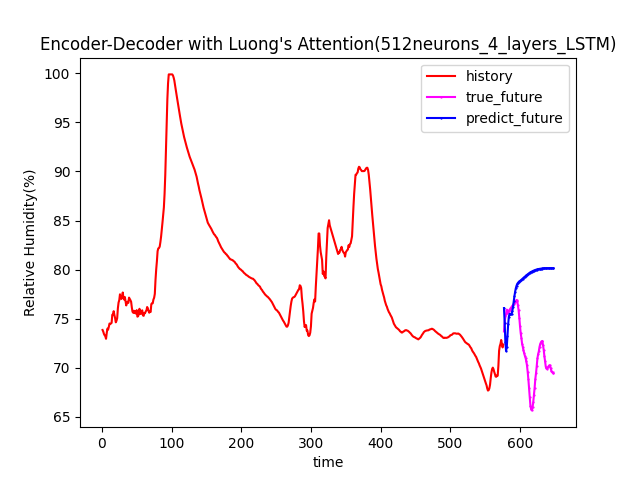 Encoder-Decoder with Luong's Attention(512neurons_4_layers_LSTM)
history
true_future
predict_future
Relative Humidity(%)
100
95
90
85
80
75
70
65
0
100
200
300
400
500
600
time